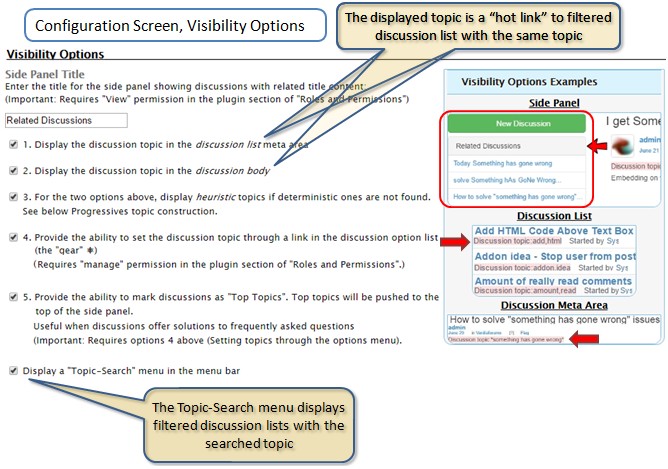 Configuration Screen, Visibility Options
The displayed topic is a “hot link” to filtered
discussion list with the same topic
Visibility Options
Side Panel Title
Enter the title for the side panel showing discussions with related title content:
(Important: Requires "View" permission in the plugin section of "Roles and Permissions")
Related Discussions
1. Display the discussion topic in the discussion list meta area
2. Display the discussion topic in the discussion body
3. For the two options above, display heuristic topics if deterministic ones are not found.
See below Progressives topic construction.
4. Provide the ability to set the discussion topic through a link in the discussion option list
(the "gear" ✱)
(Requires "manage" permission in the plugin section of "Roles and Permissions".)
5. Provide the ability to mark discussions as "Top Topics". Top topics will be pushed to the
top of the side panel.
Useful when discussions offer solutions to frequently asked questions
(Important: Requires options 4 above (Setting topics through the options menu).
Display a "Topic-Search" menu in the menu bar
The Topic-Search menu displays
filtered discussion lists with the
searched topic
Visibility Options Examples
Side Panel
New Discussion
Related Discussions
Today Something has gone wrong
solve Something hAs GoNe Wrong...
How to solve "something has gone wrong"
I get Some
admin
June 21
Discussion topic
Embedding on
Discussion List
Add HTML Code Above Text Box
Discussion topic:add,html Started by Sys
Addon idea - Stop user from post
Discussion topic:addon,idea Started by Sys
Amount of really read comments
Discussion topic:amount,read Started by Sys
Discussion Meta Area
How to solve "something has gone wrong" issues
admin
Flag
Discussion topic:"something has gone wrong"